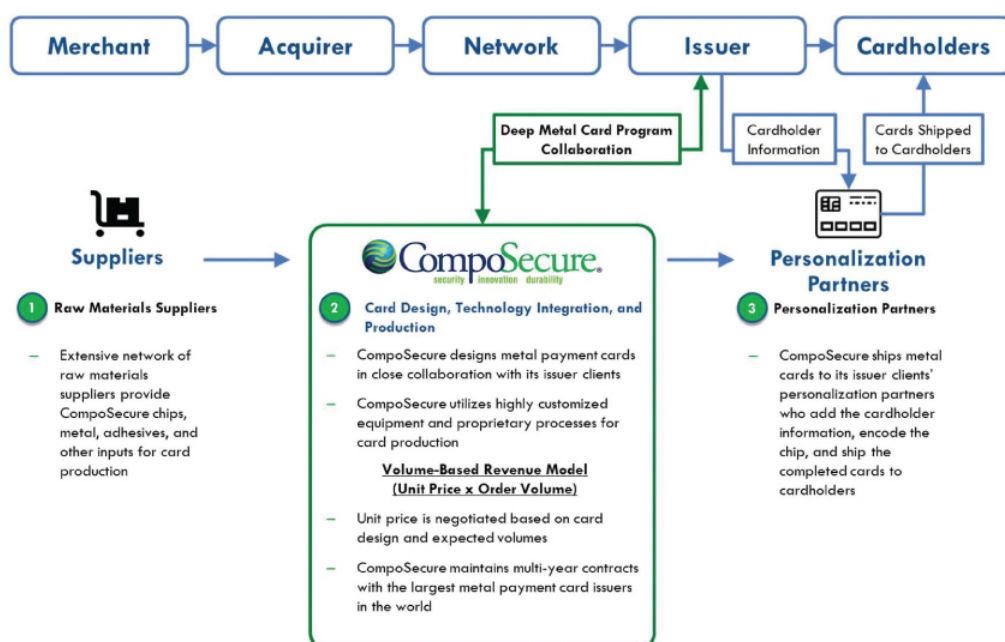 Merchant
Acquirer
Network
Issuer
Cardholders
Deep Metal Card Program
Collaboration
Cardholder
Information
Cards Shipped
to Cardholders
Suppliers
CompoSecure®
security innovation durability
Personalization
Partners
1 Raw Materials Suppliers
– Extensive network of
raw materials
suppliers provide
CompoSecure chips,
metal, adhesives, and
other inputs for card
production
2 Card Design, Technology Integration, and
Production
– CompoSecure designs metal payment cards
in close collaboration with its issuer clients
– CompoSecure utilizes highly customized
equipment and proprietary processes for
card production
Volume-Based Revenue Model
(Unit Price x Order Volume)
– Unit price is negotiated based on card
design and expected volumes
– CompoSecure maintains multi-year contracts
with the largest metal payment card issuers
in the world
3 Personalization Partners
– CompoSecure ships metal
cards to its issuer clients'
personalization partners
who add the cardholder
information, encode the
chip, and ship the
completed cards to
cardholders